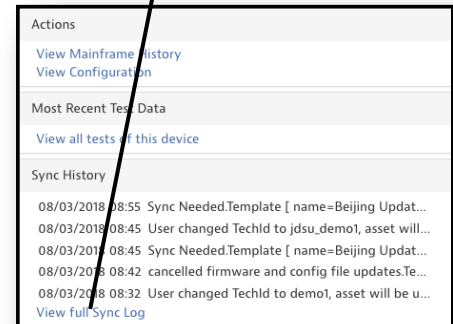 Actions
View Mainframe History
View Configuration
Most Recent Test Data
View all tests of this device
Sync History
08/03/2018 08:55 Sync Needed.Template [ name=Beijing Updat...
08/03/2018 08:45 User changed TechId to jdsu_demo1, asset will...
08/03/2018 08:45 Sync Needed.Template [ name=Beijing Updat...
08/03/2018 08:42 cancelled firmware and config file updates.Te...
08/03/2018 08:32 User changed TechId to demo1, asset will be u...
View full Sync Log